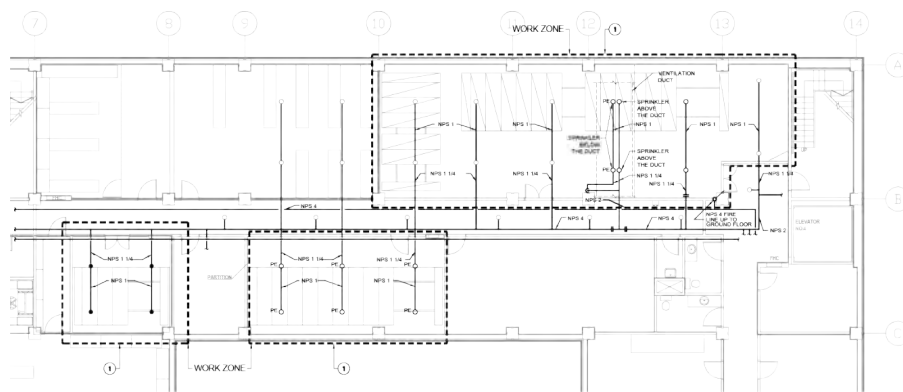 7 8 9 10 11 12 13 14
WORK ZONE 1
A
VENTILATION
DUCT
PE
SPRINKLER
ABOVE
THE DUCT
NPS 1
NPS 1
NPS 1
NPS 1
NPS 1
NPS 1
SPRINKLER
BELOW
THE DUCT
SPRINKLER
ABOVE
THE DUCT
PE
UP
NPS 1 1/4
NPS 1 1/4
NPS 1 1/4
NPS 1 1/4
NPS 1 1/4
NPS 2
B
NPS 4
NPS 4
NPS 4
NPS 4 FIRE
LINE UP TO
GROUND FLOOR
ELEVATOR
NPS 2
NPS 1 1/4
NPS 1 1/4
NPS 1 1/4
PE
PE
PE
PARTITION
NPS 1
NPS 1
NPS 1
PE
PE
PE
C
1
WORK ZONE
1